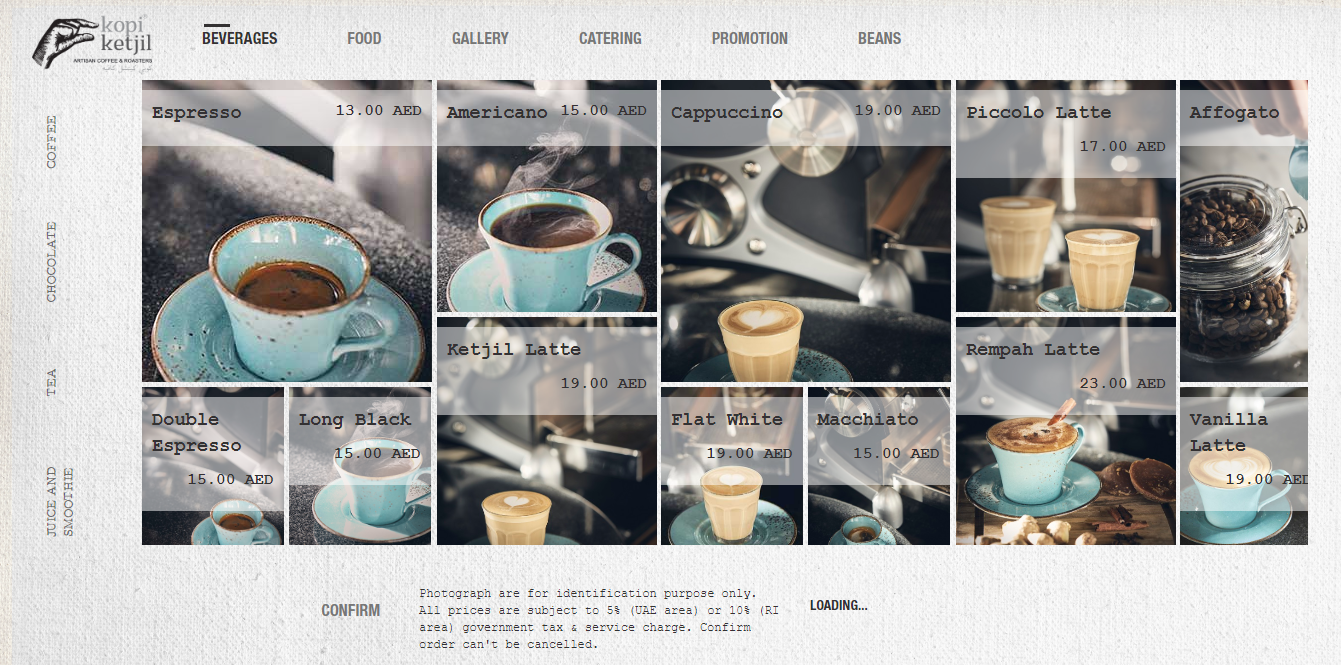 kopi
ketjil
ARTISAN COFFEE & ROASTERS
BEVERAGES
FOOD
GALLERY
CATERING
PROMOTION
BEANS
COFFEE
CHOCOLATE
TEA
JUICE AND
SMOOTHIE
Espresso 13.00 AED
Americano 15.00 AED
Cappuccino 19.00 AED
Piccolo Latte
17.00 AED
Affogato
Ketjil Latte
19.00 AED
Rempah Latte
23.00 AED
Double
Espresso
15.00 AED
Long Black
15.00 AED
Flat White
19.00 AED
Macchiato
15.00 AED
Vanilla
Latte
19.00 AED
CONFIRM
Photograph are for identification purpose only.
All prices are subject to 5% (UAE area) or 10% (RI
area) government tax & service charge. Confirm
order can't be cancelled.
LOADING...